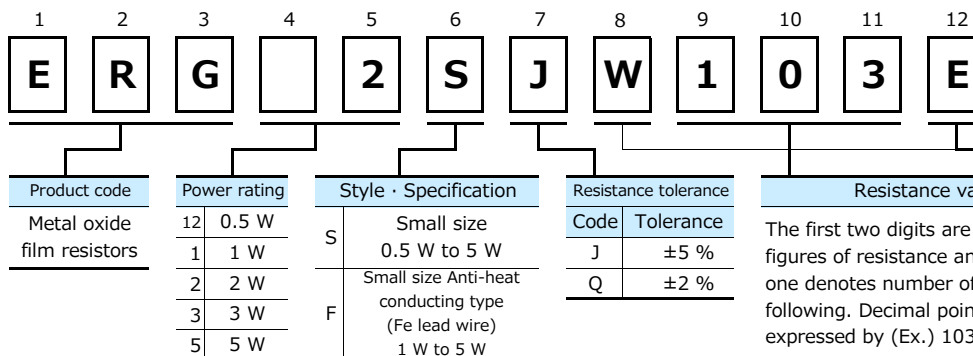 1 2 3 4 5 6 7 8 9 10 11 12
E R G 2 S J W 1 0 3 E
Product code
Metal oxide
film resistors
Power rating
12 0.5 W
1 1 W
2 2 W
3 3 W
5 5 W
Style · Specification
S Small size
0.5 W to 5 W
F Small size Anti-heat
conducting type
(Fe lead wire)
1 W to 5 W
Resistance tolerance
Code Tolerance
J ±5 %
Q ±2 %
Resistance va
The first two digits are
figures of resistance an
one denotes number of
following. Decimal poin
expressed by (Ex.) 103